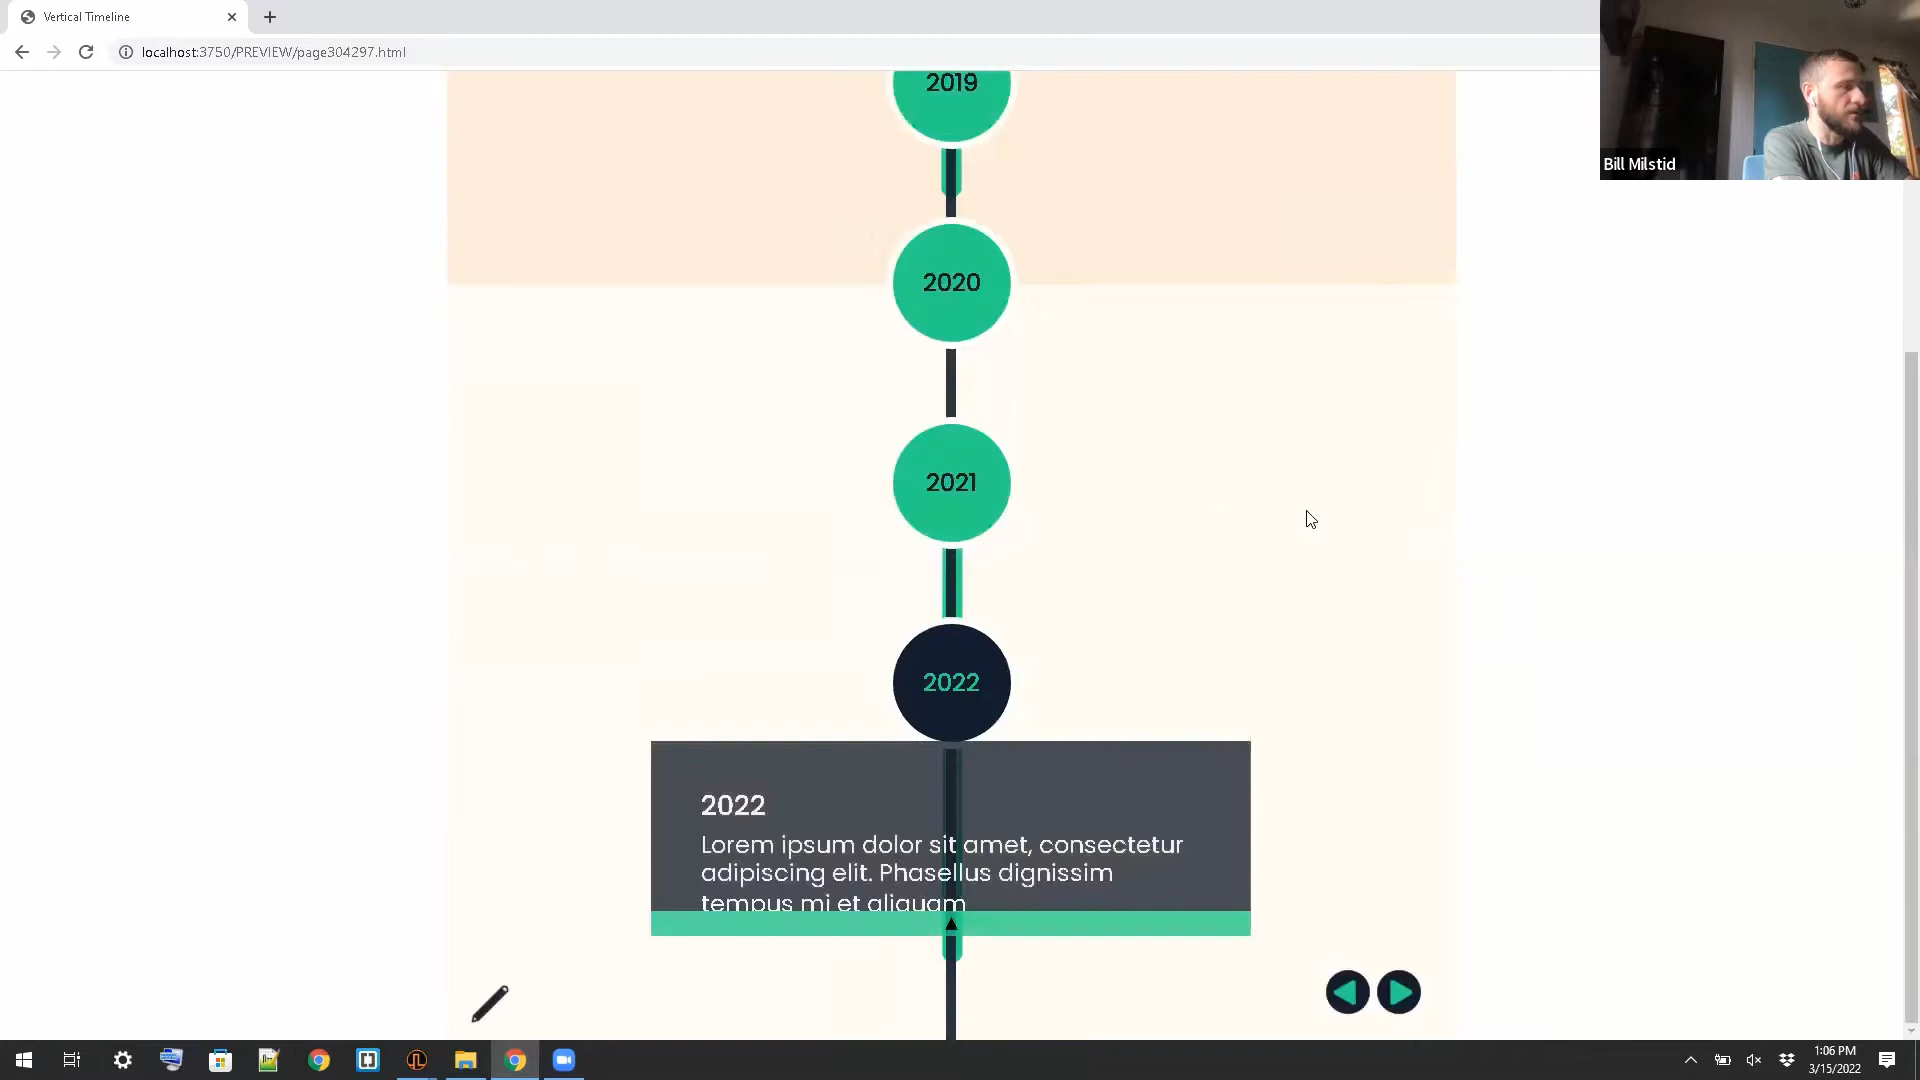 Vertical Timeline
localhost:3750/PREVIEW/page304297.html
Bill Milstid
2019
2020
2021
2022
2022
Lorem ipsum dolor sit amet, consectetur
adipiscing elit. Phasellus dignissim
tempus mi et aliquam
1:06 PM
3/15/2022